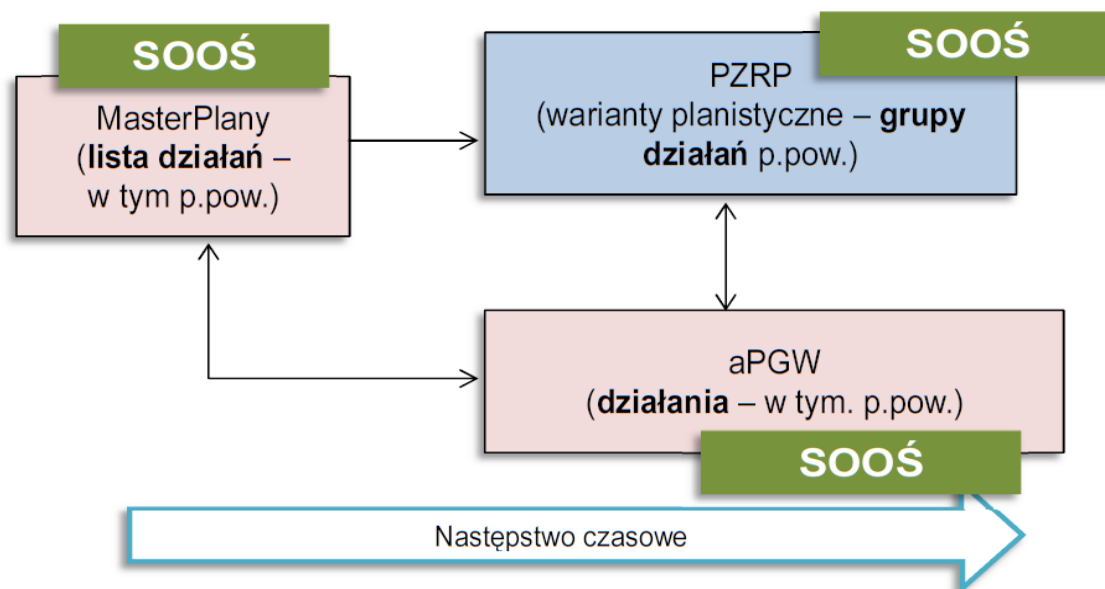 SOOŚ
MasterPlany
(lista działań –
w tym p.pow.)
SOOŚ
PZRP
(warianty planistyczne – grupy
działań p.pow.)
aPGW
(działania – w tym. p.pow.)
SOOŚ
Następstwo czasowe